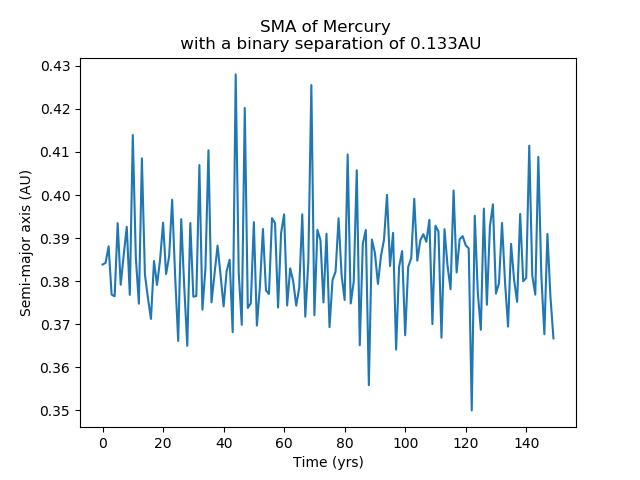 SMA of Mercury
with a binary separation of 0.133AU
0.43
0.42
0.41
0.40
0.39
0.38
0.37
0.36
0.35
Semi-major axis (AU)
0 20 40 60 80 100 120 140
Time (yrs)